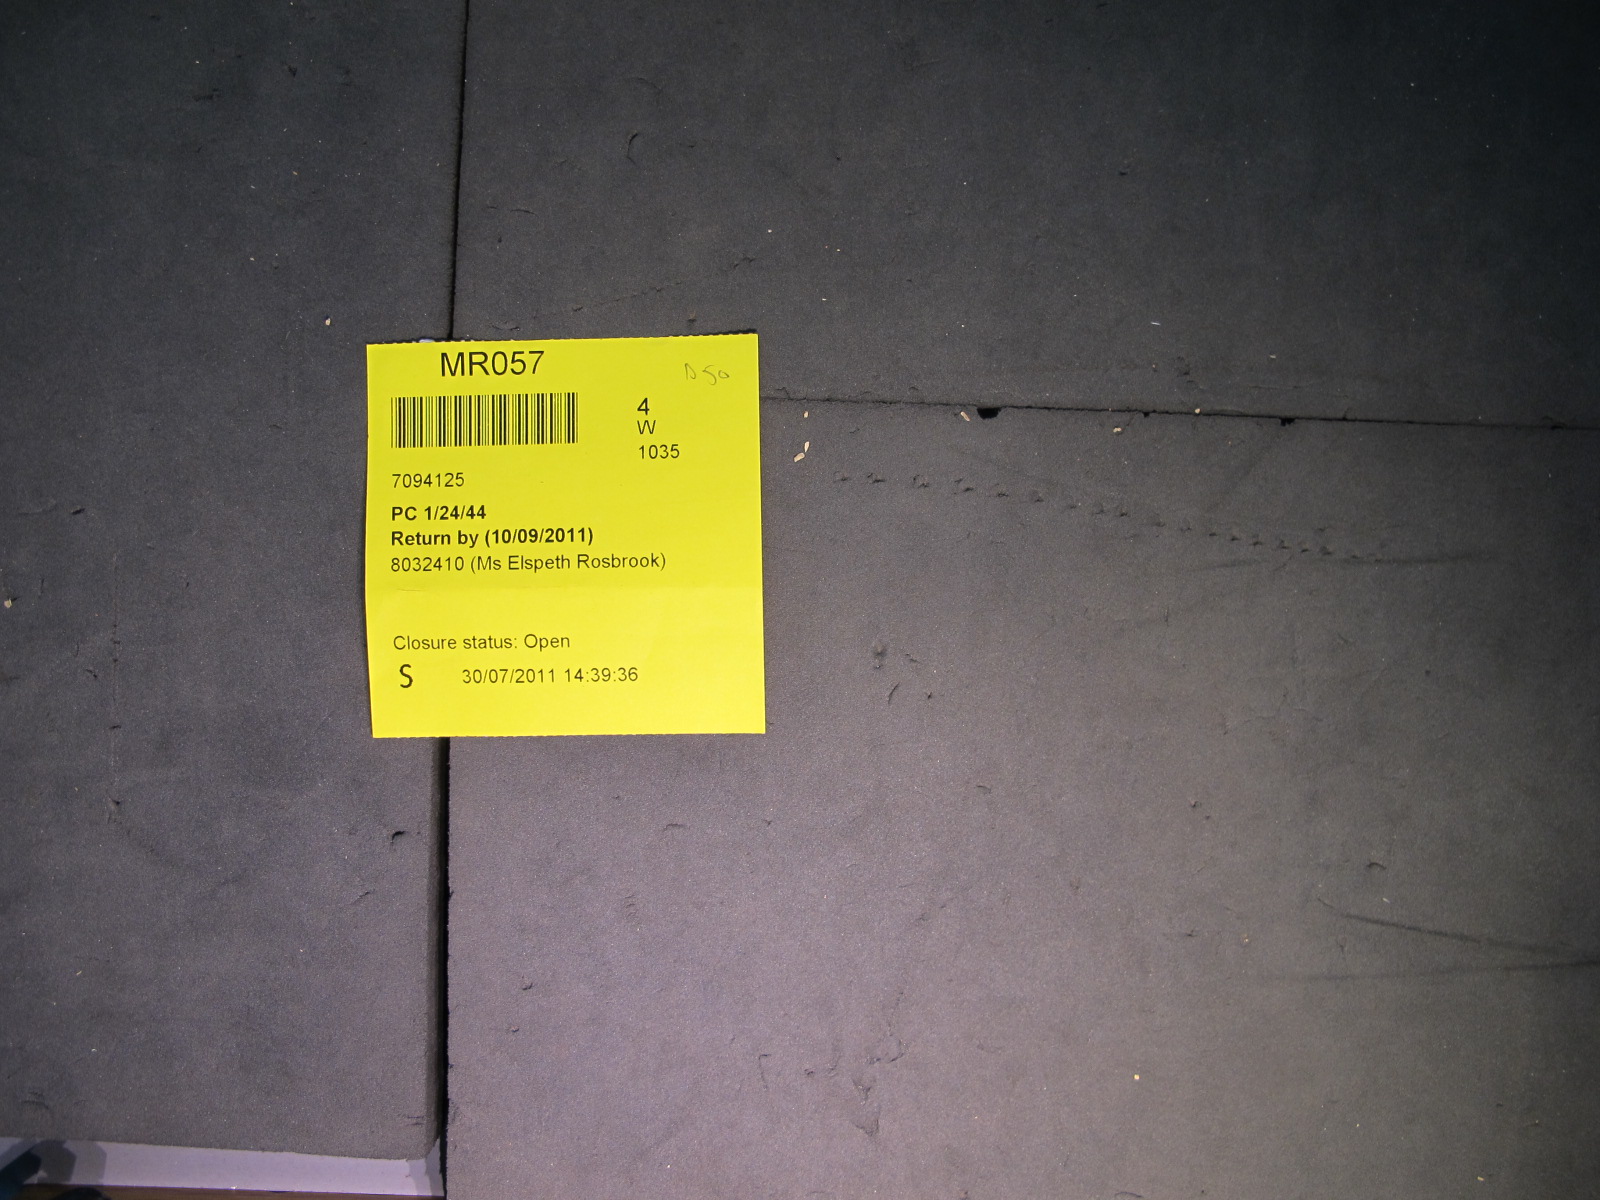 MR057
D50
4
W
1035
7094125
PC 1/24/44
Return by (10/09/2011)
8032410 (Ms Elspeth Rosbrook)
Closure status: Open
S 30/07/2011 14:39:36